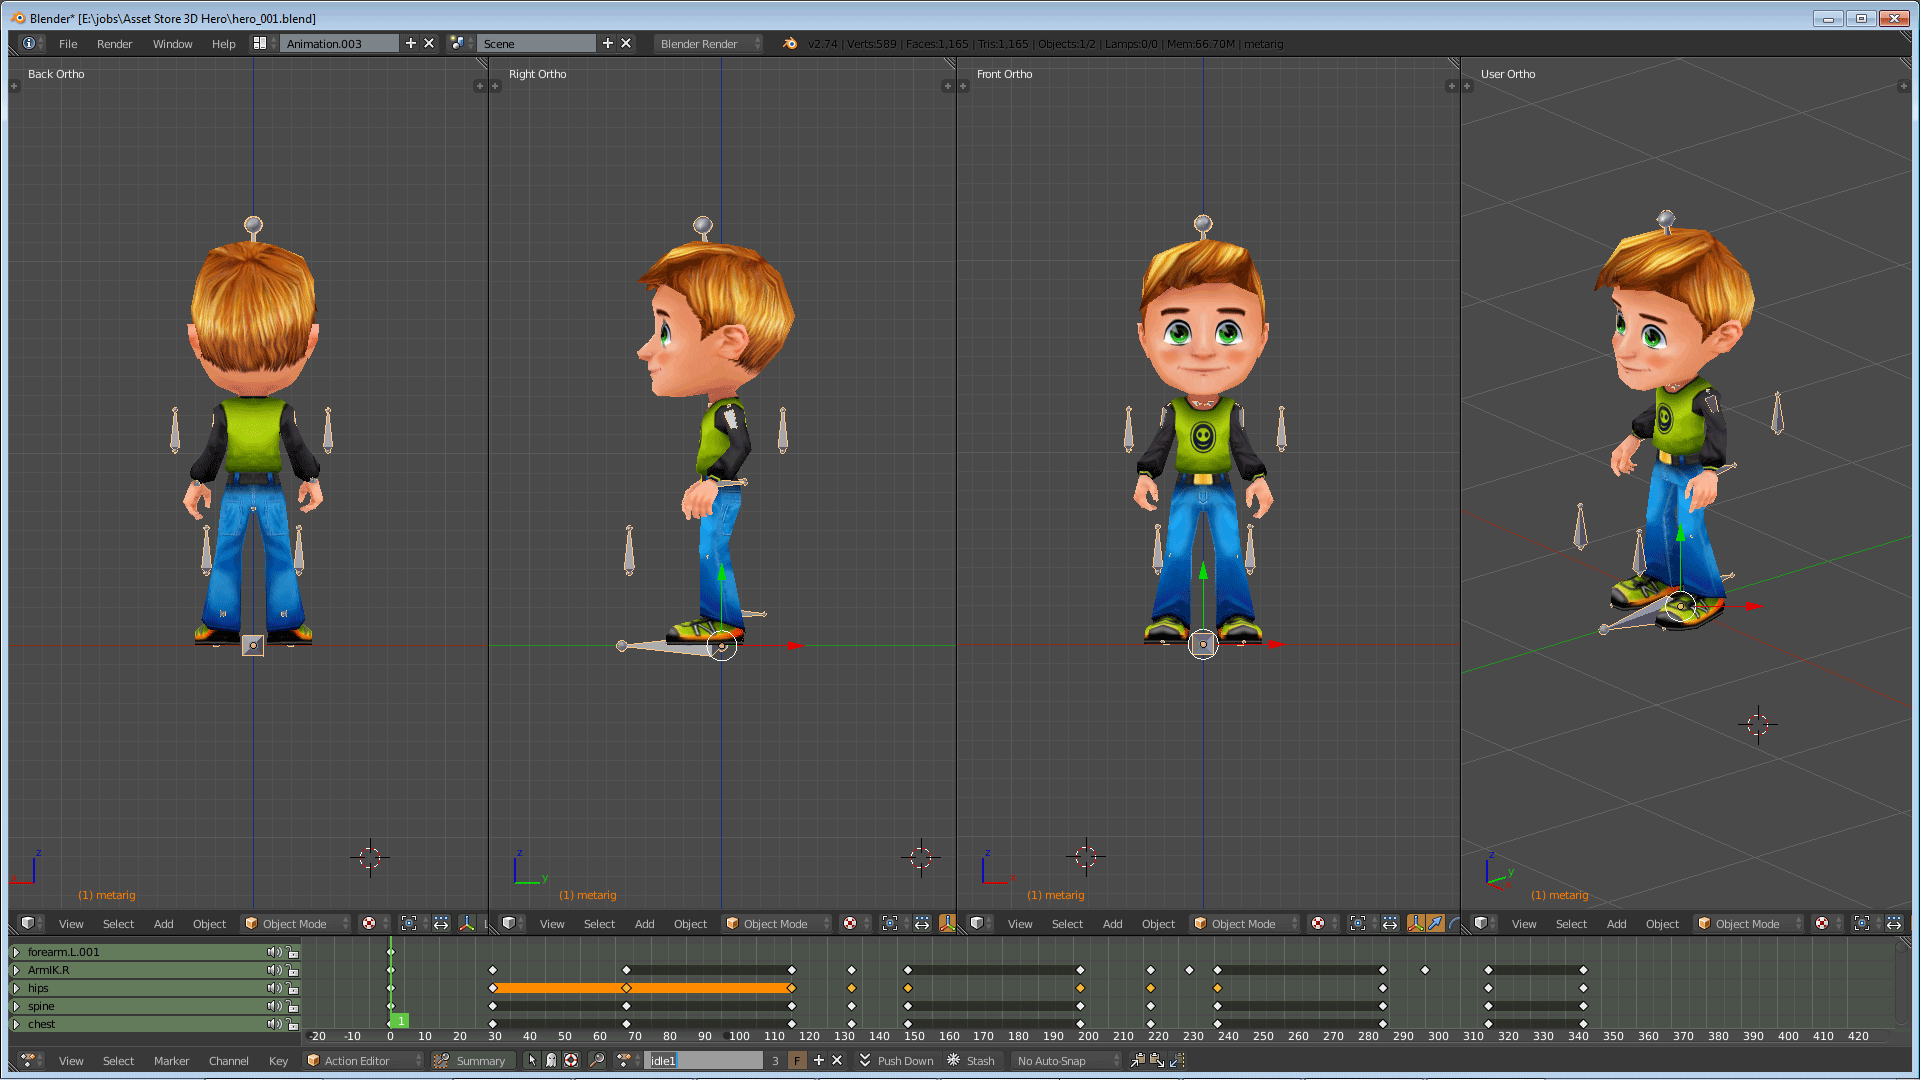 Blender* [E:\jobs\Asset Store 3D Hero\hero_001.blend]
File Render Window Help Animation.003 Scene Blender Render v2.74 | Verts:589 | Faces:1,165 | Tris:1,165 | Objects:1/2 | Lamps:0/0 | Mem:66.70M | metarig
Back Ortho Right Ortho Front Ortho User Ortho
z z y z x z y x
(1) metarig (1) metarig (1) metarig (1) metarig
View Select Add Object Object Mode View Select Add Object Object Mode View Select Add Object Object Mode View Select Add Object Object Mode
forearm.L.001
ArmIK.R
hips
spine
chest
1
-20 -10 0 10 20 30 40 50 60 70 80 90 100 110 120 130 140 150 160 170 180 190 200 210 220 230 240 250 260 270 280 290 300 310 320 330 340 350 360 370 380 390 400 410 420
View Select Marker Channel Key Action Editor Summary idle1 3 F Push Down Stash No Auto-Snap